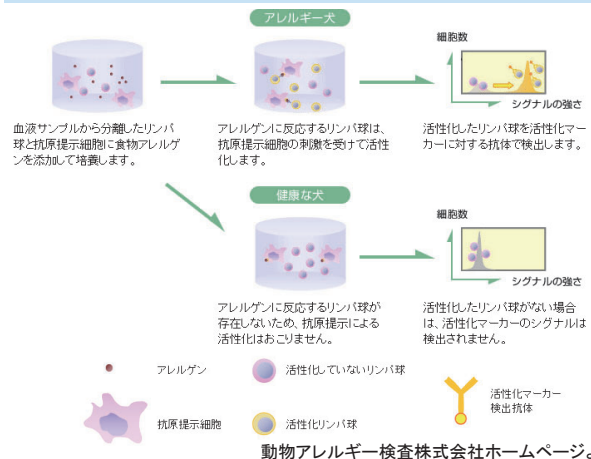 アレルギー犬
細胞数
シグナルの強さ
血液サンプルから分離したリンパ
球と抗原提示細胞に食物アレルゲ
ンを添加して培養します。
アレルゲンに反応するリンパ球は、
抗原提示細胞の刺激を受けて活性
化します。
活性化したリンパ球を活性化マー
カーに対する抗体で検出します。
健康な犬
細胞数
シグナルの強さ
アレルゲンに反応するリンパ球が
存在しないため、抗原提示による
活性化はおこりません。
活性化したリンパ球がない場合
は、活性化マーカーのシグナルは
検出されません。
アレルゲン
活性化していないリンパ球
抗原提示細胞
活性化リンパ球
活性化マーカー
検出抗体
動物アレルギー検査株式会社ホームページ。